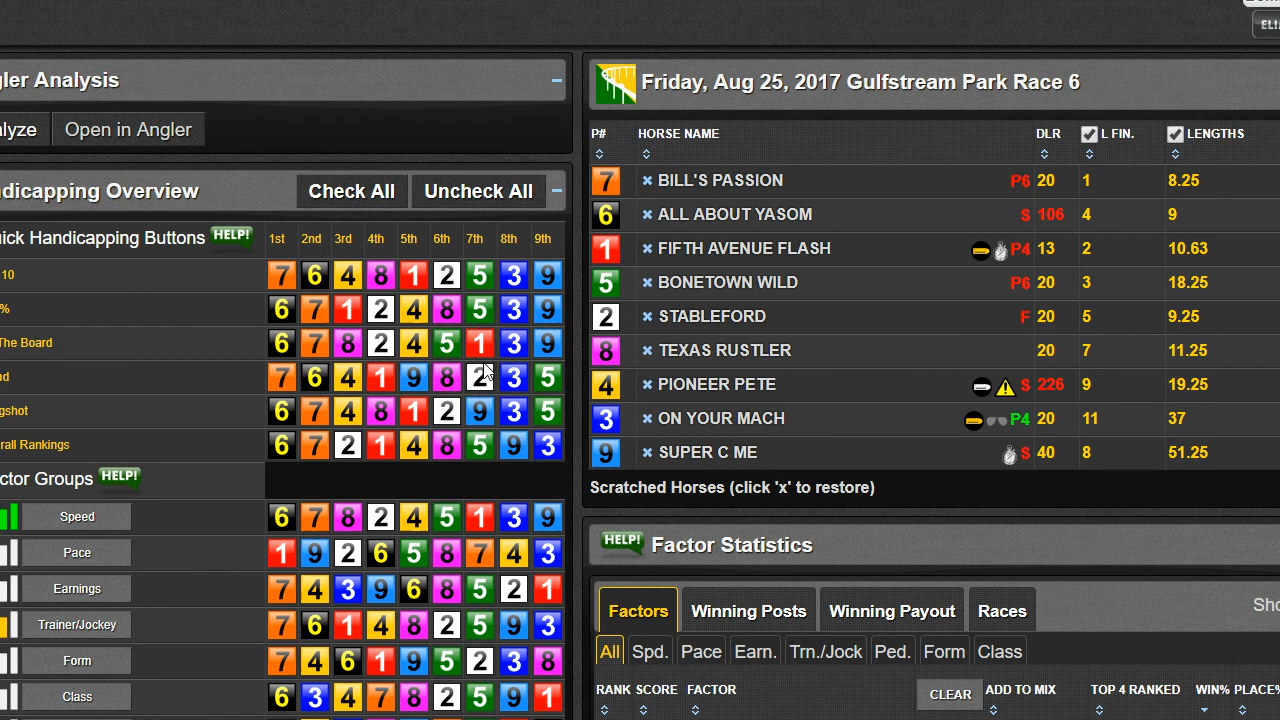 ELI
gler Analysis
lyze Open in Angler
ndicapping Overview Check All Uncheck All
ick Handicapping Buttons HELP! 1st 2nd 3rd 4th 5th 6th 7th 8th 9th
10 7 6 4 8 1 2 5 3 9
% 6 7 1 2 4 8 5 3 9
The Board 6 7 8 2 4 5 1 3 9
nd 7 6 4 1 9 8 2 3 5
gshot 6 7 4 8 1 2 9 3 5
rall Rankings 6 7 2 1 4 8 5 9 3
ctor Groups HELP!
Speed 6 7 8 2 4 5 1 3 9
Pace 1 9 2 6 5 8 7 4 3
Earnings 7 4 3 9 6 8 5 2 1
Trainer/Jockey 7 6 1 4 8 2 5 9 3
Form 7 4 6 1 9 5 2 3 8
Class 6 3 4 7 8 2 5 9 1
Friday, Aug 25, 2017 Gulfstream Park Race 6
P# HORSE NAME DLR L FIN. LENGTHS
7 × BILL'S PASSION P6 20 1 8.25
6 × ALL ABOUT YASOM S 106 4 9
1 × FIFTH AVENUE FLASH P4 13 2 10.63
5 × BONETOWN WILD P6 20 3 18.25
2 × STABLEFORD F 20 5 9.25
8 × TEXAS RUSTLER 20 7 11.25
4 × PIONEER PETE S 226 9 19.25
3 × ON YOUR MACH P4 20 11 37
9 × SUPER C ME S 40 8 51.25
Scratched Horses (click 'x' to restore)
HELP! Factor Statistics
Factors Winning Posts Winning Payout Races Sho
All Spd. Pace Earn. Trn./Jock Ped. Form Class
RANK SCORE FACTOR CLEAR ADD TO MIX TOP 4 RANKED WIN% PLACE%